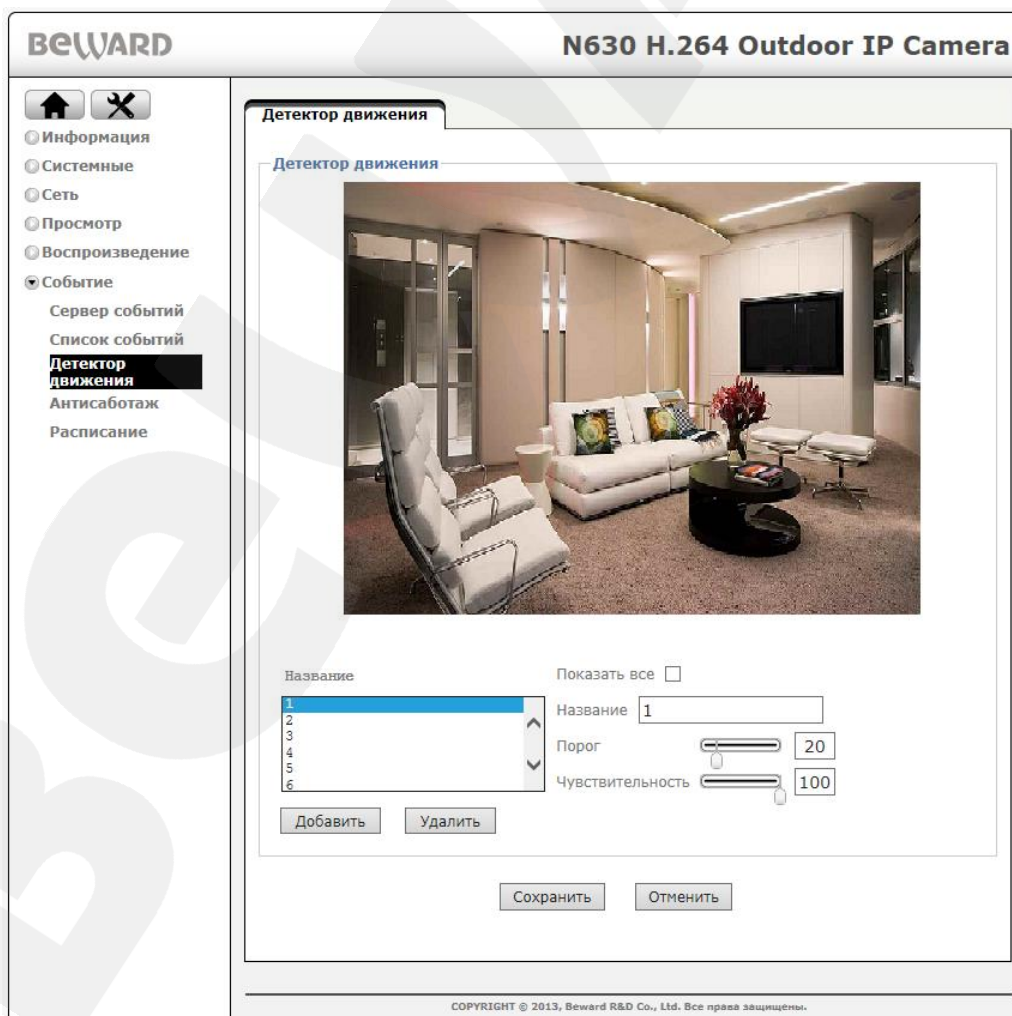 BEWARD
N630 H.264 Outdoor IP Camera
Информация
Системные
Сеть
Просмотр
Воспроизведение
Событие
Сервер событий
Список событий
Детектор
движения
Антисаботаж
Расписание
Детектор движения
Детектор движения
Название
1
2
3
4
5
6
Показать все
Название 1
Порог 20
Чувствительность 100
Добавить Удалить
Сохранить Отменить
COPYRIGHT © 2013, Beward R&D Co., Ltd. Все права защищены.